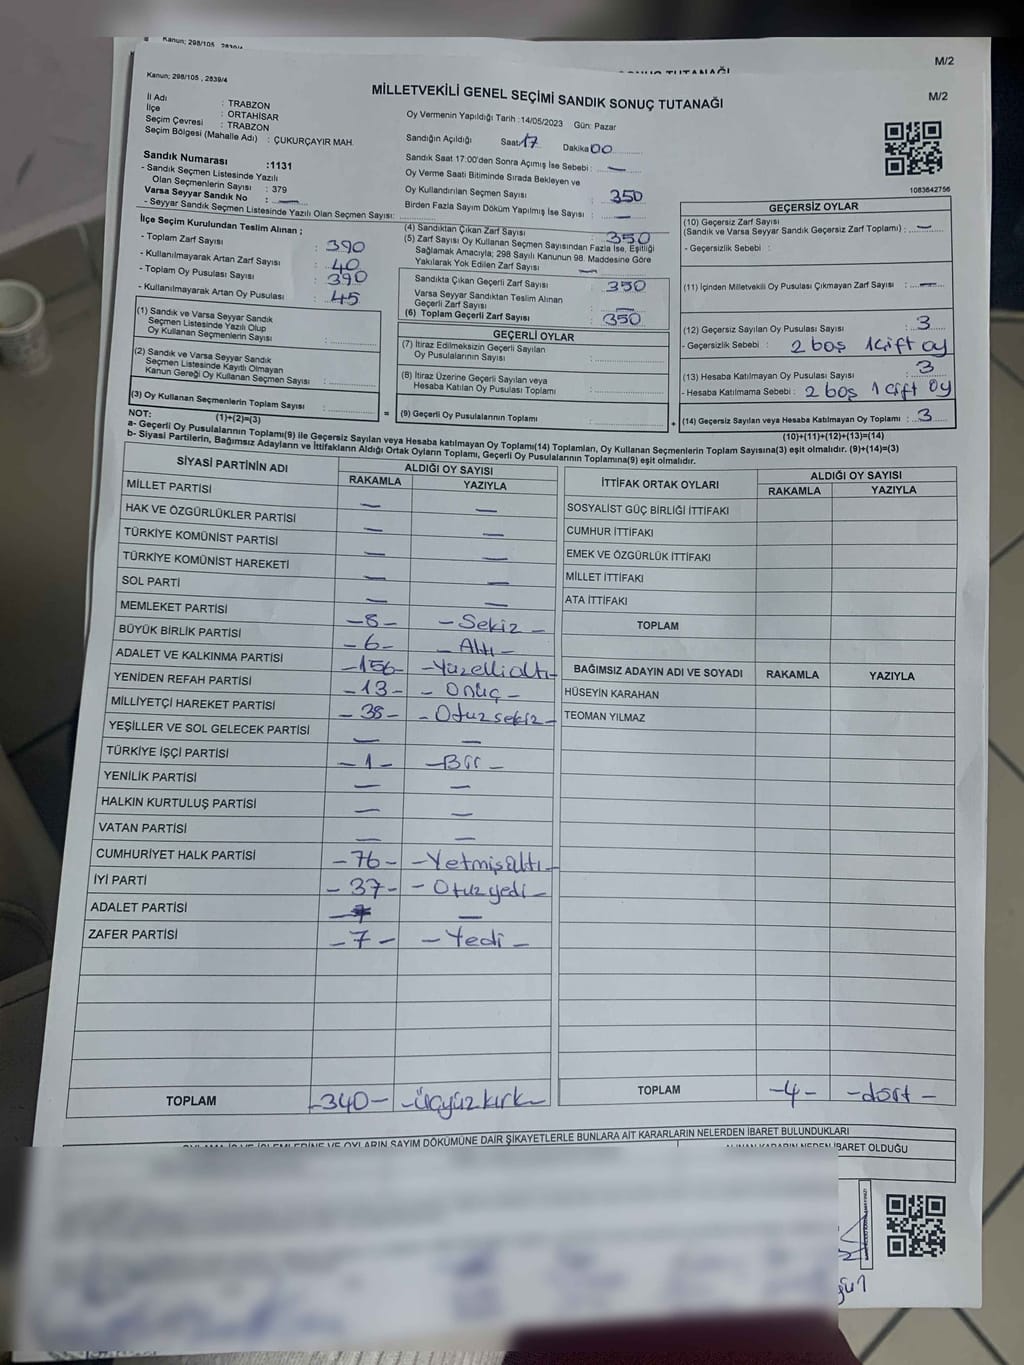 Kanun; 298/105 2839/4
M/2
Kanun; 298/105 , 2839/4
MİLLETVEKİLİ GENEL SEÇİMİ SANDIK SONUÇ TUTANAĞI
M/2
İl Adı : TRABZON
İlçe : ORTAHİSAR
Seçim Çevresi : TRABZON
Seçim Bölgesi (Mahalle Adı) : ÇUKURÇAYIR MAH.
Oy Vermenin Yapıldığı Tarih : 14/05/2023 Gün: Pazar
Sandığın Açıldığı Saat 17 Dakika 00
Sandık Numarası :1131
- Sandık Seçmen Listesinde Yazılı
Olan Seçmenlerin Sayısı : 379
Varsa Seyyar Sandık No : —
- Seyyar Sandık Seçmen Listesinde Yazılı Olan Seçmen Sayısı:
Sandık Saat 17:00'den Sonra Açımış İse Sebebi : —
Oy Verme Saati Bitiminde Sırada Bekleyen ve
Oy Kullandırılan Seçmen Sayısı : 350
Birden Fazla Sayım Döküm Yapılmış İse Sayısı : —
1083642756
İlçe Seçim Kurulundan Teslim Alınan ;
- Toplam Zarf Sayısı : 390
- Kullanılmayarak Artan Zarf Sayısı : 40
- Toplam Oy Pusulası Sayısı : 390
- Kullanılmayarak Artan Oy Pusulası : 45
(4) Sandıktan Çıkan Zarf Sayısı : 350
(5) Zarf Sayısı Oy Kullanan Seçmen Sayısından Fazla İse, Eşitliği
Sağlamak Amacıyla; 298 Sayılı Kanunun 98. Maddesine Göre
Yakılarak Yok Edilen Zarf Sayısı : —
Sandıkta Çıkan Geçerli Zarf Sayısı : 350
Varsa Seyyar Sandıktan Teslim Alınan
Geçerli Zarf Sayısı : —
(6) Toplam Geçerli Zarf Sayısı : 350
GEÇERSİZ OYLAR
(10) Geçersiz Zarf Sayısı
(Sandık ve Varsa Seyyar Sandık Geçersiz Zarf Toplamı) : —
- Geçersizlik Sebebi :
(11) İçinden Milletvekili Oy Pusulası Çıkmayan Zarf Sayısı : —
(12) Geçersiz Sayılan Oy Pusulası Sayısı : 3
- Geçersizlik Sebebi : 2 boş 1 çift oy
(13) Hesaba Katılmayan Oy Pusulası Sayısı : 3
- Hesaba Katılmama Sebebi : 2 boş 1 çift oy
(14) Geçersiz Sayılan veya Hesaba Katılmayan Oy Toplamı : 3
(10)+(11)+(12)+(13)=(14)
(1) Sandık ve Varsa Seyyar Sandık
Seçmen Listesinde Yazılı Olup
Oy Kullanan Seçmenlerin Sayısı :
(2) Sandık ve Varsa Seyyar Sandık
Seçmen Listesinde Kayıtlı Olmayan
Kanun Gereği Oy Kullanan Seçmen Sayısı :
(3) Oy Kullanan Seçmenlerin Toplam Sayısı :
(1)+(2)=(3)
GEÇERLİ OYLAR
(7) İtiraz Edilmeksizin Geçerli Sayılan
Oy Pusulalarının Sayısı :
(8) İtiraz Üzerine Geçerli Sayılan veya
Hesaba Katılan Oy Pusulası Toplamı :
= (9) Geçerli Oy Pusulalarının Toplamı : +
NOT:
a- Geçerli Oy Pusulalarının Toplamı(9) ile Geçersiz Sayılan veya Hesaba katılmayan Oy Toplamı(14) Toplamları, Oy Kullanan Seçmenlerin Toplam Sayısına(3) eşit olmalıdır. (9)+(14)=(3)
b- Siyasi Partilerin, Bağımsız Adayların ve İttifakların Aldığı Ortak Oyların Toplamı, Geçerli Oy Pusulalarının Toplamına(9) eşit olmalıdır.
SİYASİ PARTİNİN ADI ALDIĞI OY SAYISI
RAKAMLA YAZIYLA
MİLLET PARTİSİ — —
HAK VE ÖZGÜRLÜKLER PARTİSİ — —
TÜRKİYE KOMÜNİST PARTİSİ — —
TÜRKİYE KOMÜNİST HAREKETİ — —
SOL PARTİ — —
MEMLEKET PARTİSİ -8- - Sekiz -
BÜYÜK BİRLİK PARTİSİ -6- - Altı -
ADALET VE KALKINMA PARTİSİ -156- -Yüzellialtı-
YENİDEN REFAH PARTİSİ -13- - Onüç -
MİLLİYETÇİ HAREKET PARTİSİ -38- - Otuzsekiz -
YEŞİLLER VE SOL GELECEK PARTİSİ — —
TÜRKİYE İŞÇİ PARTİSİ -1- -Bir-
YENİLİK PARTİSİ — —
HALKIN KURTULUŞ PARTİSİ — —
VATAN PARTİSİ — —
CUMHURİYET HALK PARTİSİ -76- -Yetmişaltı-
İYİ PARTİ -37- - Otuzyedi -
ADALET PARTİSİ —
ZAFER PARTİSİ -7- - Yedi -
TOPLAM -340- -Üçyüzkırk-
İTTİFAK ORTAK OYLARI ALDIĞI OY SAYISI
RAKAMLA YAZIYLA
SOSYALİST GÜÇ BİRLİĞİ İTTİFAKI
CUMHUR İTTİFAKI
EMEK VE ÖZGÜRLÜK İTTİFAKI
MİLLET İTTİFAKI
ATA İTTİFAKI
TOPLAM
BAĞIMSIZ ADAYIN ADI VE SOYADI RAKAMLA YAZIYLA
HÜSEYİN KARAHAN
TEOMAN YILMAZ
TOPLAM -4- -dört-
OYLARIN SAYIM DÖKÜMÜNE DAİR ŞİKAYETLERLE BUNLARA AİT KARARLARIN NELERDEN İBARET BULUNDUKLARI
ALINAN KARARIN NEDEN İBARET OLDUĞU